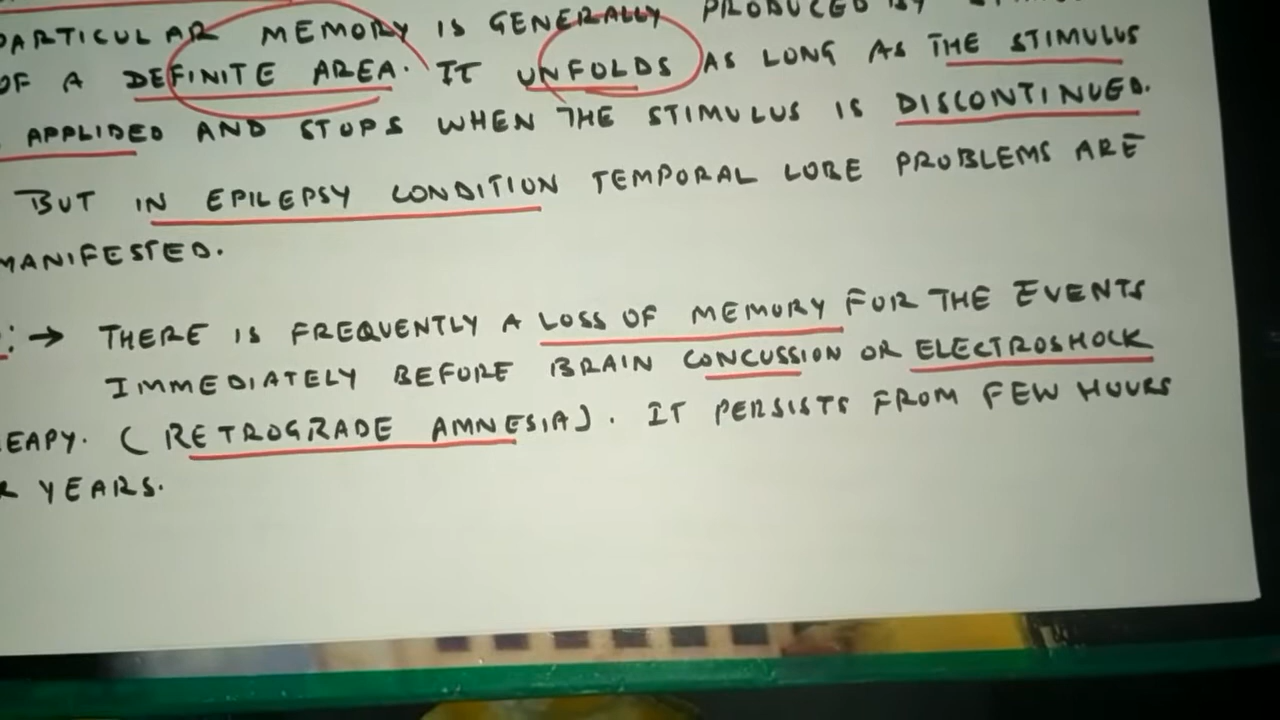 PARTICULAR MEMORY IS GENERALLY PRODUCED BY
OF A DEFINITE AREA. IT UNFOLDS AS LONG AS THE STIMULUS
APPLIDED AND STOPS WHEN THE STIMULUS IS DISCONTINUED.
BUT IN EPILEPSY CONDITION TEMPORAL LOBE PROBLEMS ARE
MANIFESTED.
: → THERE IS FREQUENTLY A LOSS OF MEMORY FOR THE EVENTS
IMMEDIATELY BEFORE BRAIN CONCUSSION OR ELECTROSHOCK
EAPY. (RETROGRADE AMNESIA). IT PERSISTS FROM FEW HOURS
R YEARS.